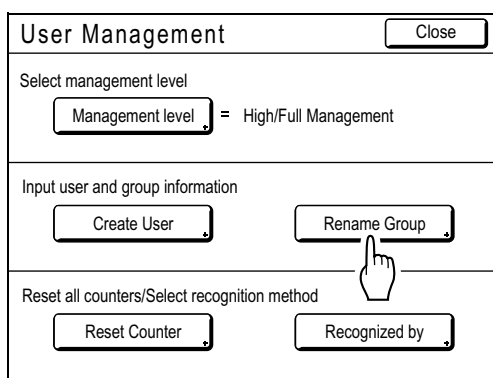 User Management Close
Select management level
Management level = High/Full Management
Input user and group information
Create User Rename Group
Reset all counters/Select recognition method
Reset Counter Recognized by